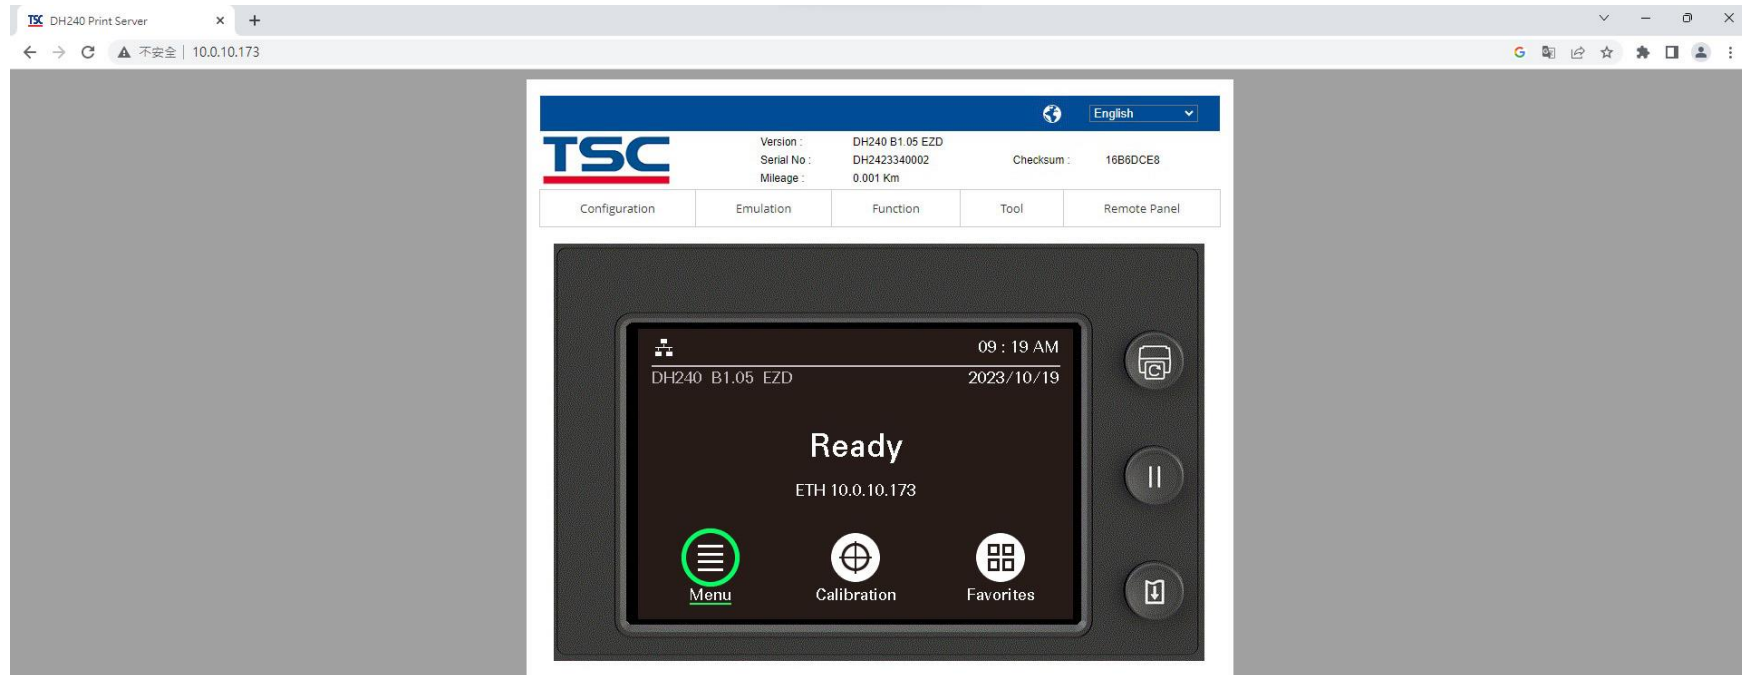 TSC DH240 Print Server
不安全 | 10.0.10.173
English
TSC
Version : DH240 B1.05 EZD
Serial No : DH2423340002 Checksum : 16B6DCE8
Mileage : 0.001 Km
Configuration Emulation Function Tool Remote Panel
09 : 19 AM
DH240 B1.05 EZD 2023/10/19
Ready
ETH 10.0.10.173
Menu Calibration Favorites